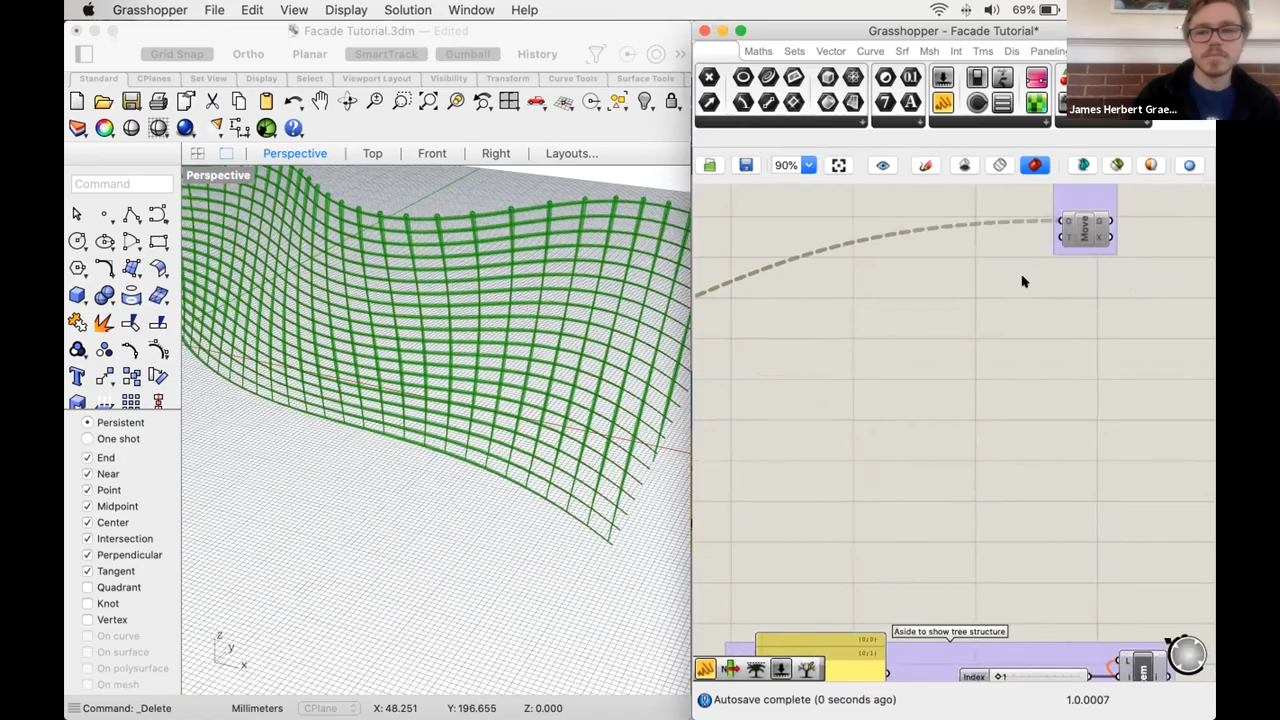 Grasshopper File Edit View Display Solution Window Help 69%
Facade Tutorial.3dm — Edited
Grid Snap Ortho Planar SmartTrack Gumball History
Standard CPlanes Set View Display Select Viewport Layout Visibility Transform Curve Tools Surface Tools
Perspective Top Front Right Layouts...
Perspective
Command
Persistent
One shot
End
Near
Point
Midpoint
Center
Intersection
Perpendicular
Tangent
Quadrant
Knot
Vertex
On curve
On surface
On polysurface
On mesh
z
y
x
Command: _Delete Millimeters CPlane X: 48.251 Y: 196.655 Z: 0.000
Grasshopper - Facade Tutorial*
Maths Sets Vector Curve Srf Msh Int Trns Dis Paneling
James Herbert Grae...
90%
G
T
Move
G
X
Aside to show tree structure
{0;0}
{0;1}
Index 1
L
i
Autosave complete (0 seconds ago) 1.0.0007